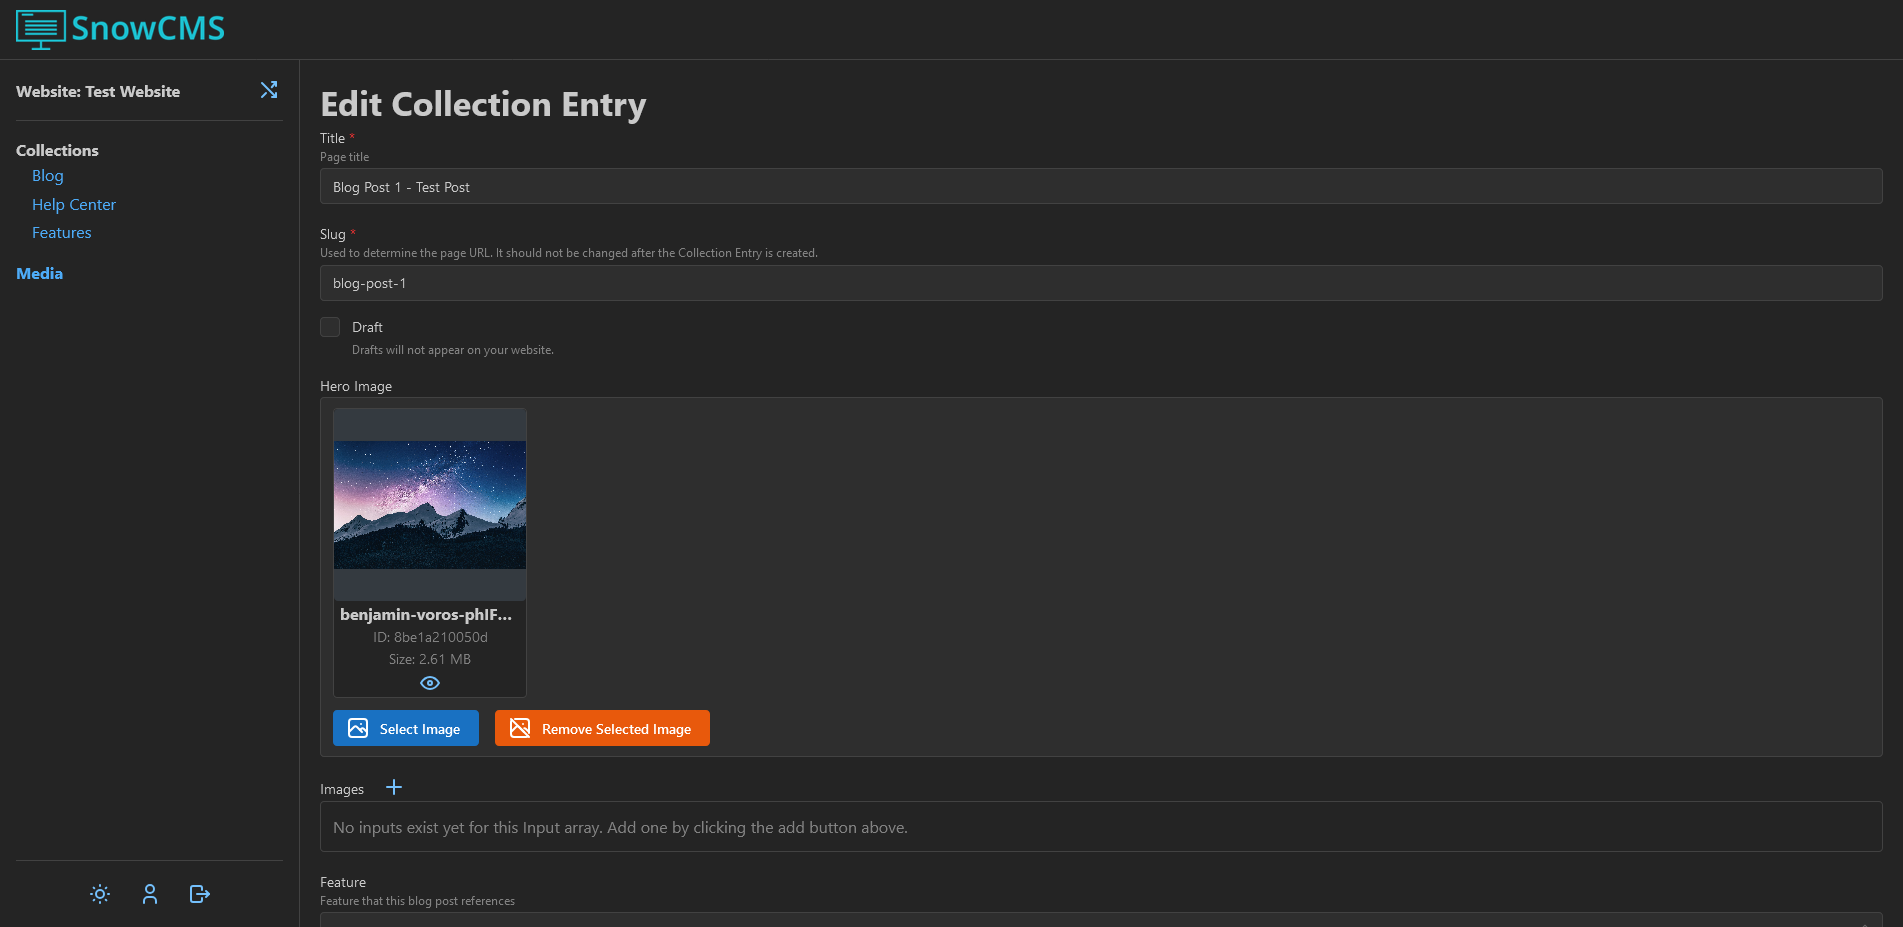 SnowCMS
Website: Test Website
Collections
Blog
Help Center
Features
Media
Edit Collection Entry
Title *
Page title
Blog Post 1 - Test Post
Slug *
Used to determine the page URL. It should not be changed after the Collection Entry is created.
blog-post-1
Draft
Drafts will not appear on your website.
Hero Image
benjamin-voros-phIF...
ID: 8be1a210050d
Size: 2.61 MB
Select Image
Remove Selected Image
Images
No inputs exist yet for this Input array. Add one by clicking the add button above.
Feature
Feature that this blog post references